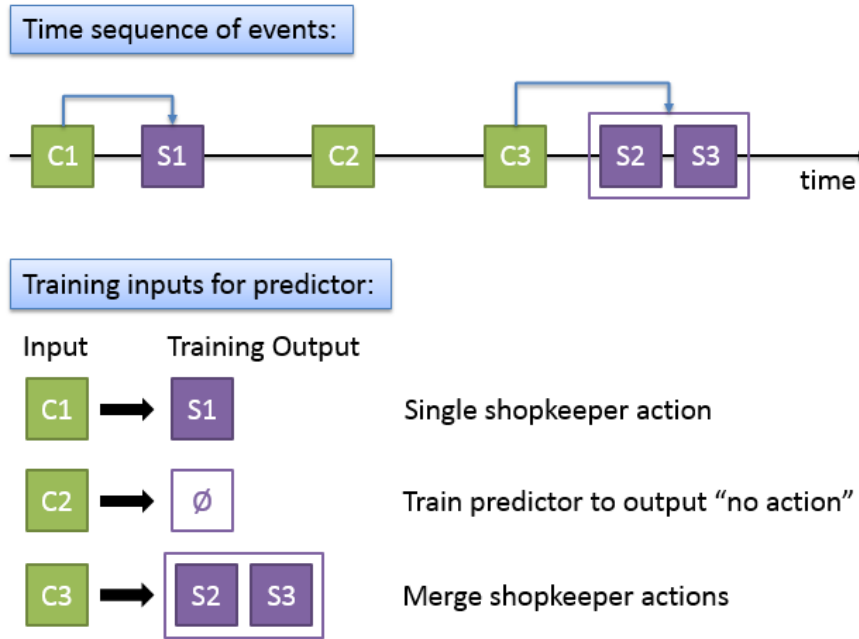 Time sequence of events:
C1 S1 C2 C3 S2 S3
time
Training inputs for predictor:
Input Training Output
C1 S1 Single shopkeeper action
C2 Ø Train predictor to output “no action”
C3 S2 S3 Merge shopkeeper actions